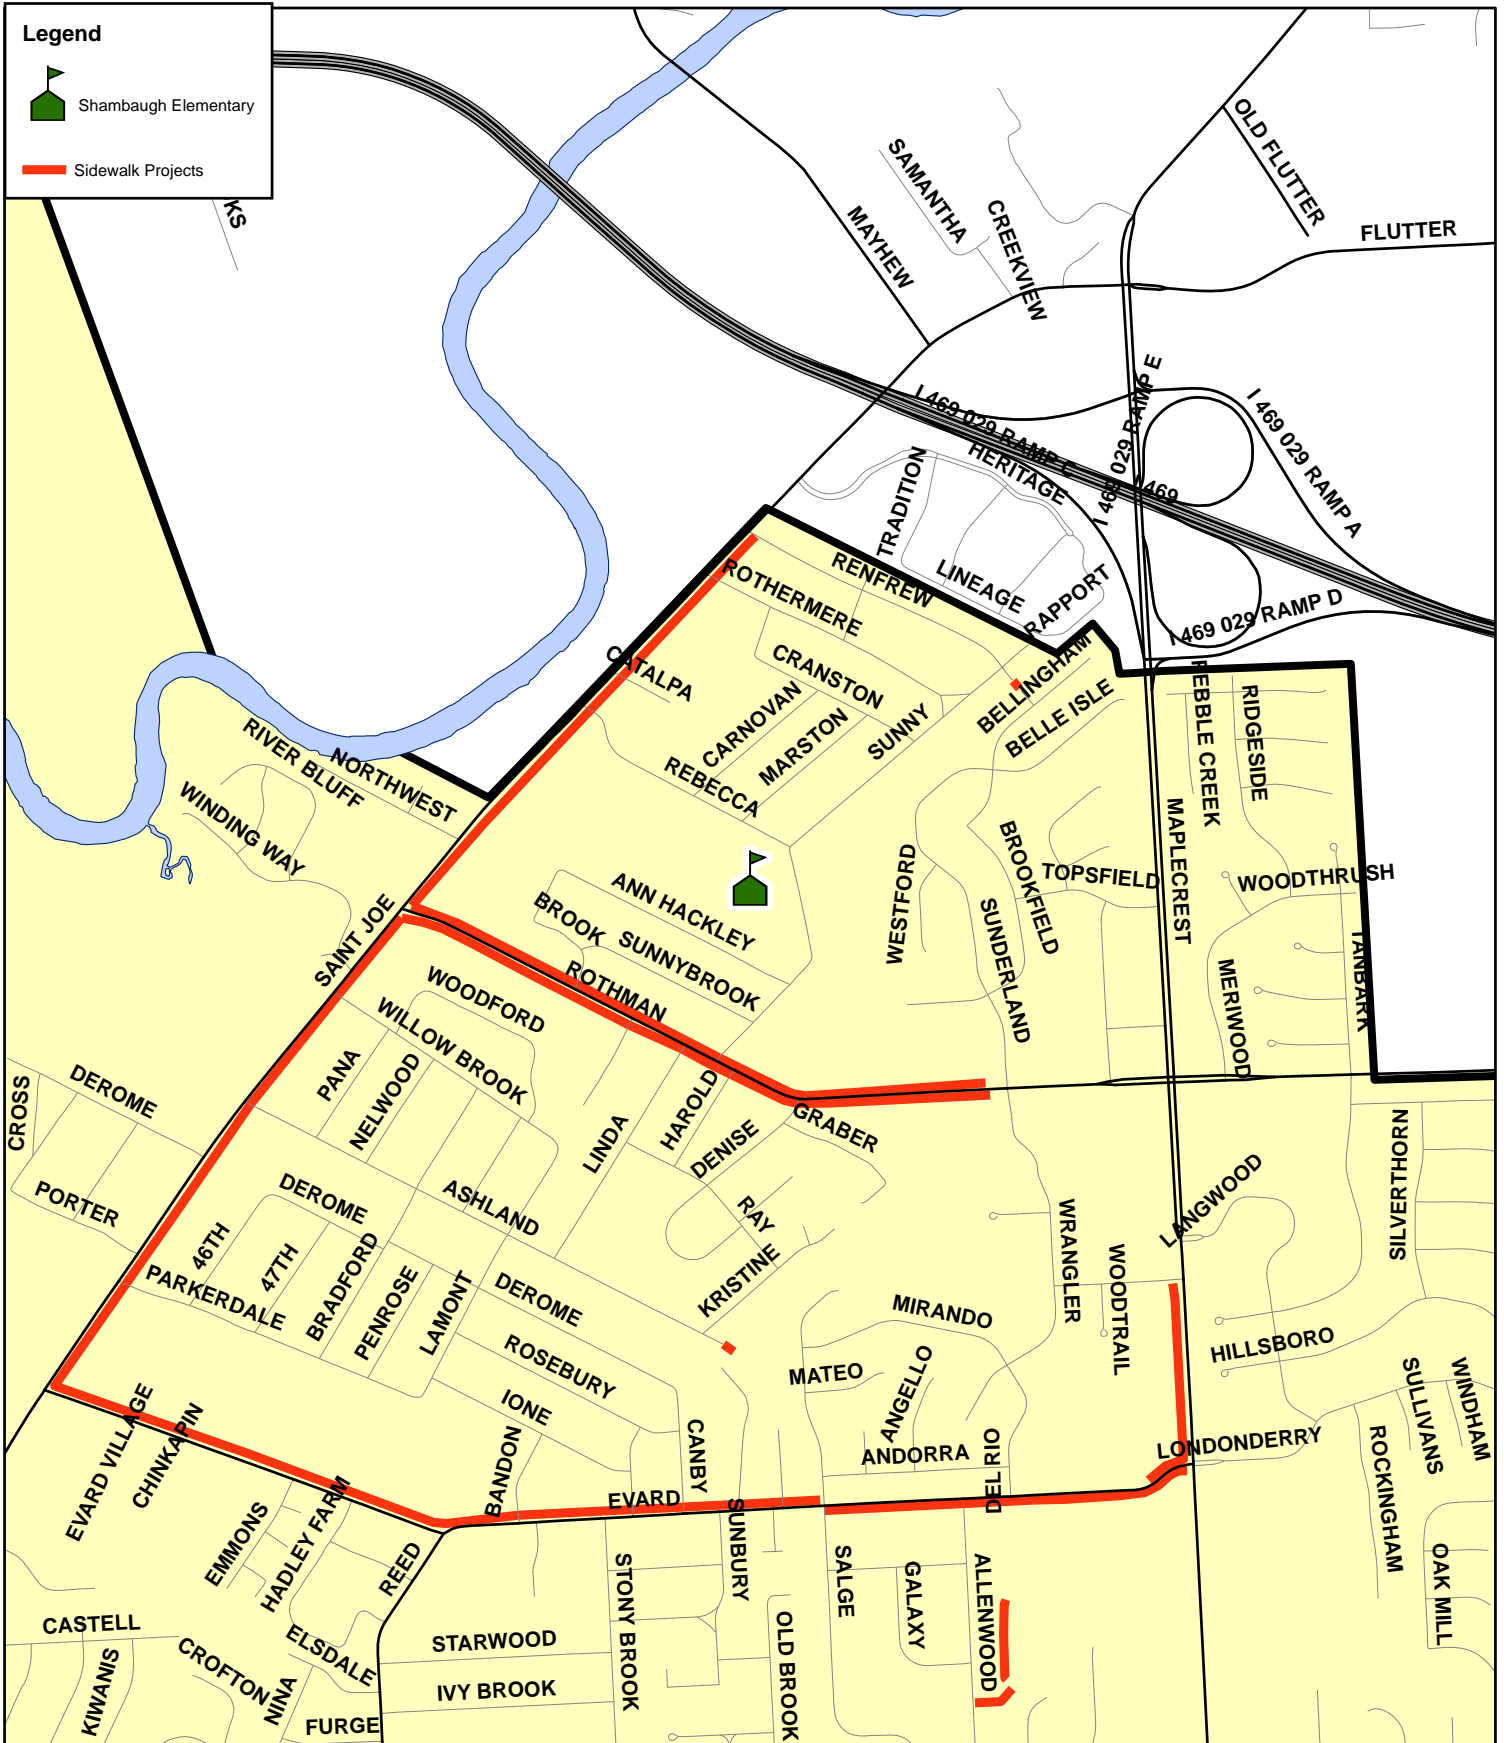 Legend
Shambaugh Elementary
Sidewalk Projects
KS
OLD FLUTTER
SAMANTHA
CREEKVIEW
MAYHEW
FLUTTER
I 469 029 RAMP E
I 469 029 RAMP C
I 469 029 RAMP A
HERITAGE
I 469
TRADITION
RENFREW
LINEAGE
RAPPORT
I 469 029 RAMP D
ROTHERMERE
CATALPA
CRANSTON
BELLINGHAM
BELLE ISLE
PEBBLE CREEK
RIDGESIDE
CARNOVAN
MARSTON
SUNNY
REBECCA
RIVER BLUFF
NORTHWEST
WINDING WAY
MAPLECREST
BROOKFIELD
TOPSFIELD
WOODTHRUSH
WESTFORD
ANN HACKLEY
BROOK
SUNNYBROOK
SUNDERLAND
SAINT JOE
ROTHMAN
TANBARK
MERIWOOD
WOODFORD
WILLOW BROOK
PANA
NELWOOD
CROSS
DEROME
HAROLD
LINDA
GRABER
DENISE
SILVERTHORN
PORTER
DEROME
ASHLAND
RAY
LANGWOOD
46TH
47TH
WRANGLER
WOODTRAIL
KRISTINE
BRADFORD
PARKERDALE
PENROSE
LAMONT
DEROME
MIRANDO
HILLSBORO
ROSEBURY
MATEO
ANGELLO
SULLIVANS
WINDHAM
IONE
EVARD VILLAGE
CHINKAPIN
BANDON
CANBY
ANDORRA
DEL RIO
LONDONDERRY
ROCKINGHAM
EVARD
SUNBURY
EMMONS
HADLEY FARM
REED
STONY BROOK
SALGE
GALAXY
ALLENWOOD
OAK MILL
CASTELL
KIWANIS
CROFTON
NINA
ELSDALE
STARWOOD
OLD BROOK
IVY BROOK
FURGE